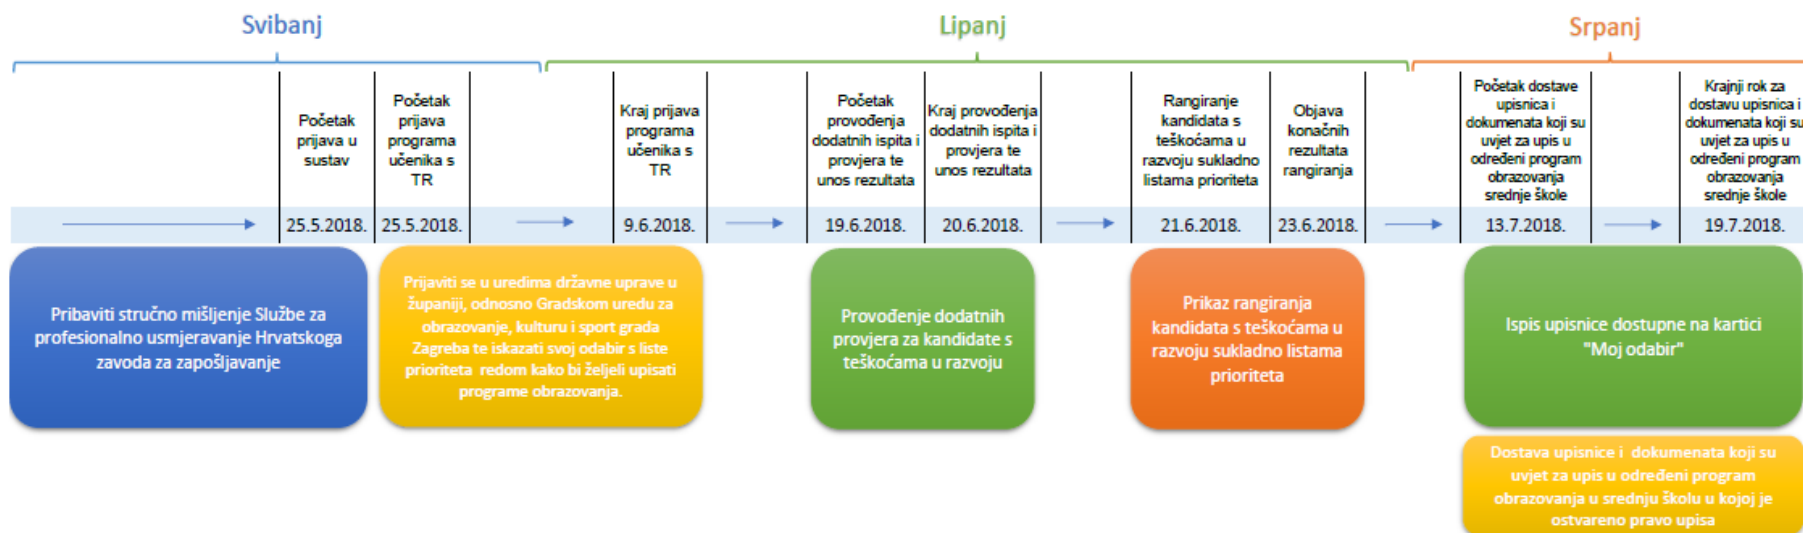 Svibanj
Lipanj
Srpanj
Početak
prijava u
sustav
Početak
prijava
programa
učenika s
TR
Kraj prijava
programa
učenika s
TR
Početak
provođenja
dodatnih ispita i
provjera te
unos rezultata
Kraj provođenja
dodatnih ispita i
provjera te
unos rezultata
Rangiranje
kandidata s
teškoćama u
razvoju sukladno
listama prioriteta
Objava
konačnih
rezultata
rangiranja
Početak dostave
upisnica i
dokumenata koji su
uvjet za upis u
određeni program
obrazovanja
srednje škole
Krajnji rok za
dostavu upisnica i
dokumenata koji su
uvjet za upis u
određeni program
obrazovanja
srednje škole
25.5.2018.
25.5.2018.
9.6.2018.
19.6.2018.
20.6.2018.
21.6.2018.
23.6.2018.
13.7.2018.
19.7.2018.
Pribaviti stručno mišljenje Službe za
profesionalno usmjeravanje Hrvatskoga
zavoda za zapošljavanje
Prijaviti se u uredima državne uprave u
županiji, odnosno Gradskom uredu za
obrazovanje, kulturu i sport grada
Zagreba te iskazati svoj odabir s liste
prioriteta redom kako bi željeli upisati
programe obrazovanja.
Provođenje dodatnih
provjera za kandidate s
teškoćama u razvoju
Prikaz rangiranja
kandidata s teškoćama u
razvoju sukladno listama
prioriteta
Ispis upisnice dostupne na kartici
"Moj odabir"
Dostava upisnice i dokumenata koji su
uvjet za upis u određeni program
obrazovanja u srednju školu u kojoj je
ostvareno pravo upisa